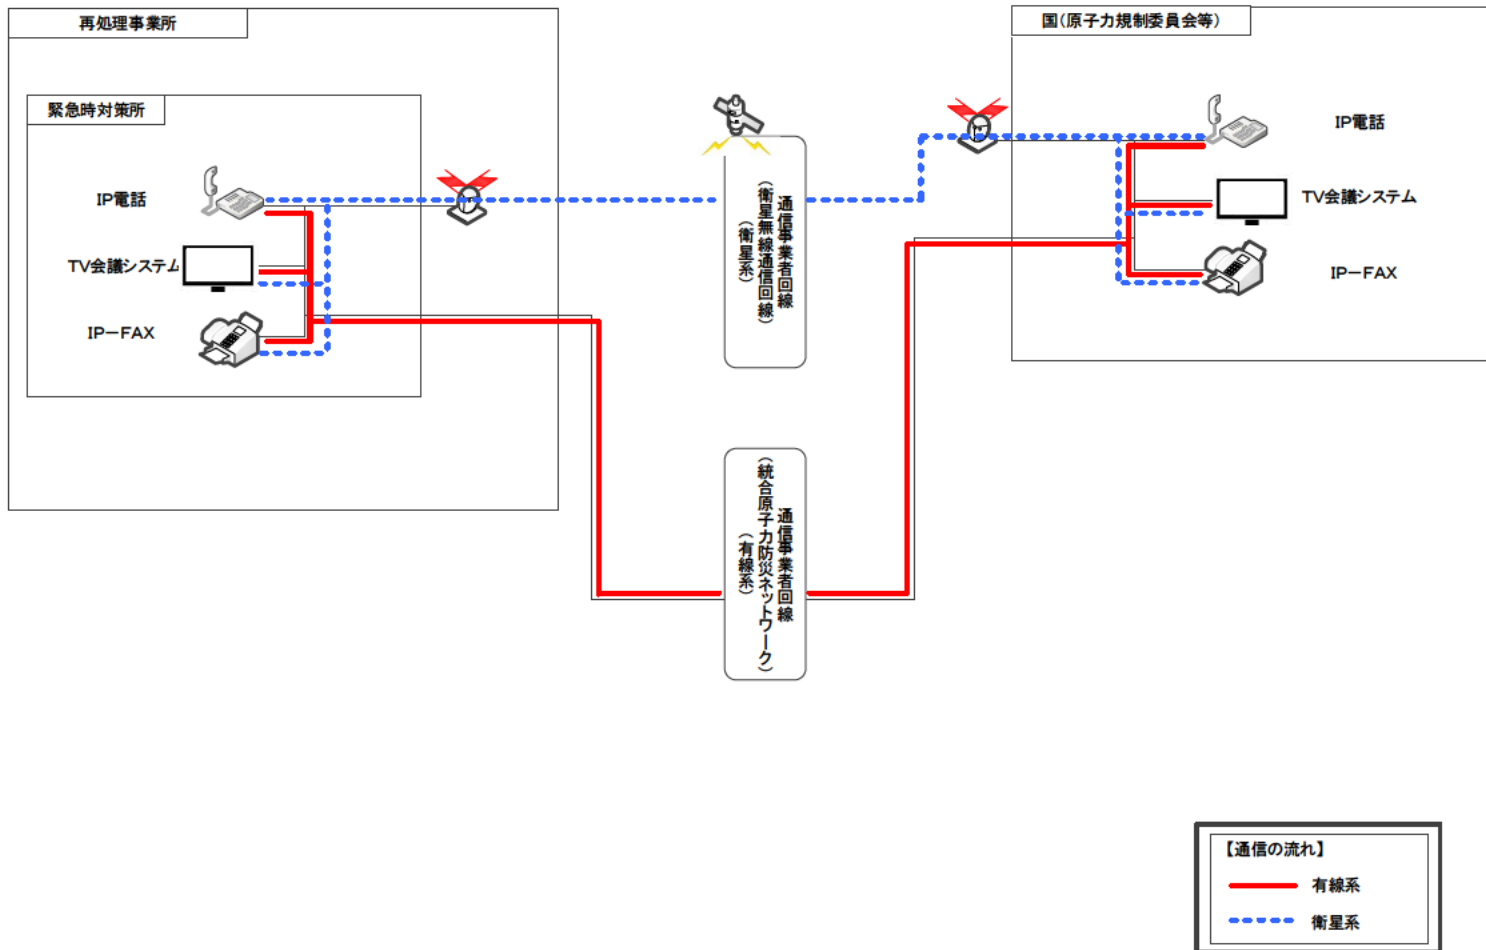 再処理事業所
緊急時対策所
IP電話
TV会議システム
IP－FAX
通信事業者回線
（衛星無線通信回線）
（衛星系）
通信事業者回線
（統合原子力防災ネットワーク）
（有線系）
国（原子力規制委員会等）
IP電話
TV会議システム
IP－FAX
【通信の流れ】
有線系
衛星系